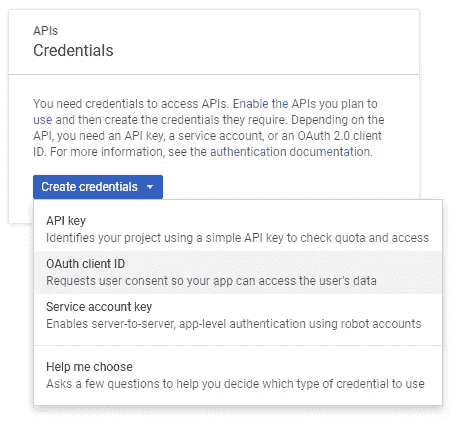 APIs
Credentials
You need credentials to access APIs. Enable the APIs you plan to
use and then create the credentials they require. Depending on the
API, you need an API key, a service account, or an OAuth 2.0 client
ID. For more information, see the authentication documentation.
Create credentials
API key
Identifies your project using a simple API key to check quota and access
OAuth client ID
Requests user consent so your app can access the user's data
Service account key
Enables server-to-server, app-level authentication using robot accounts
Help me choose
Asks a few questions to help you decide which type of credential to use